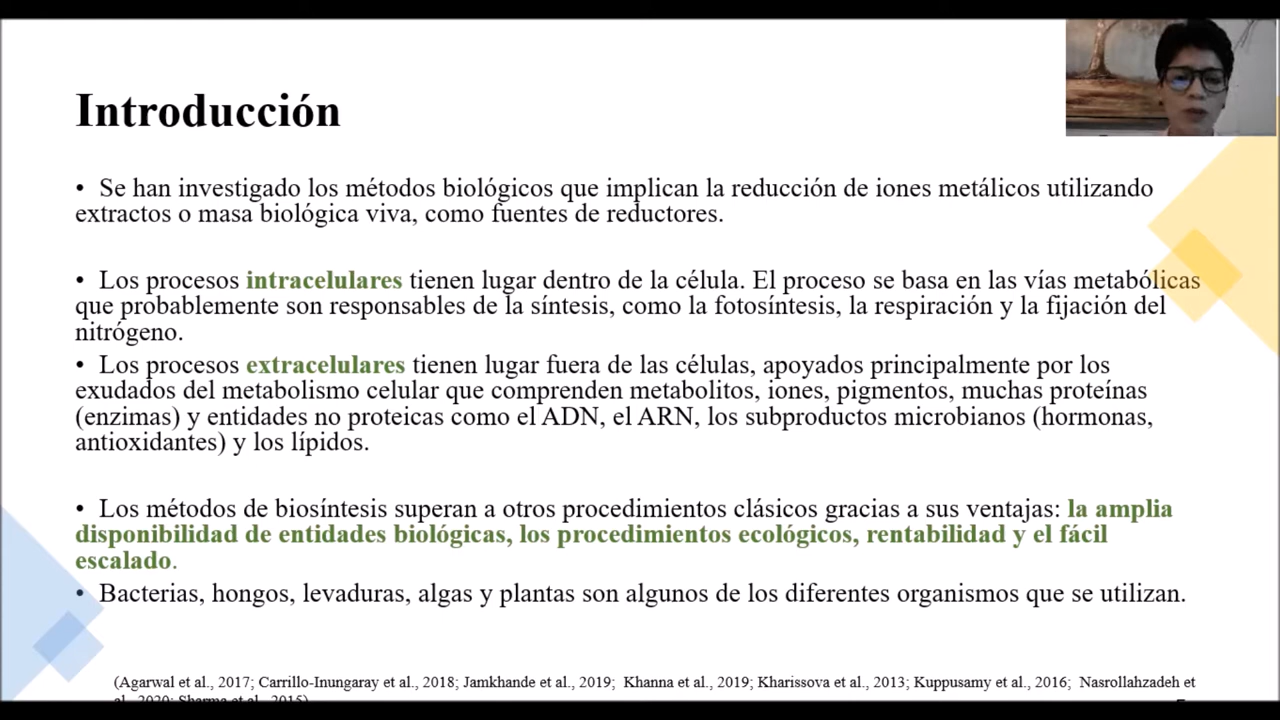 Introducción
• Se han investigado los métodos biológicos que implican la reducción de iones metálicos utilizando
extractos o masa biológica viva, como fuentes de reductores.
• Los procesos intracelulares tienen lugar dentro de la célula. El proceso se basa en las vías metabólicas
que probablemente son responsables de la síntesis, como la fotosíntesis, la respiración y la fijación del
nitrógeno.
• Los procesos extracelulares tienen lugar fuera de las células, apoyados principalmente por los
exudados del metabolismo celular que comprenden metabolitos, iones, pigmentos, muchas proteínas
(enzimas) y entidades no proteicas como el ADN, el ARN, los subproductos microbianos (hormonas,
antioxidantes) y los lípidos.
• Los métodos de biosíntesis superan a otros procedimientos clásicos gracias a sus ventajas: la amplia
disponibilidad de entidades biológicas, los procedimientos ecológicos, rentabilidad y el fácil
escalado.
• Bacterias, hongos, levaduras, algas y plantas son algunos de los diferentes organismos que se utilizan.
(Agarwal et al., 2017; Carrillo-Inungaray et al., 2018; Jamkhande et al., 2019; Khanna et al., 2019; Kharissova et al., 2013; Kuppusamy et al., 2016; Nasrollahzadeh et
al., 2020; Sharma et al., 2015)